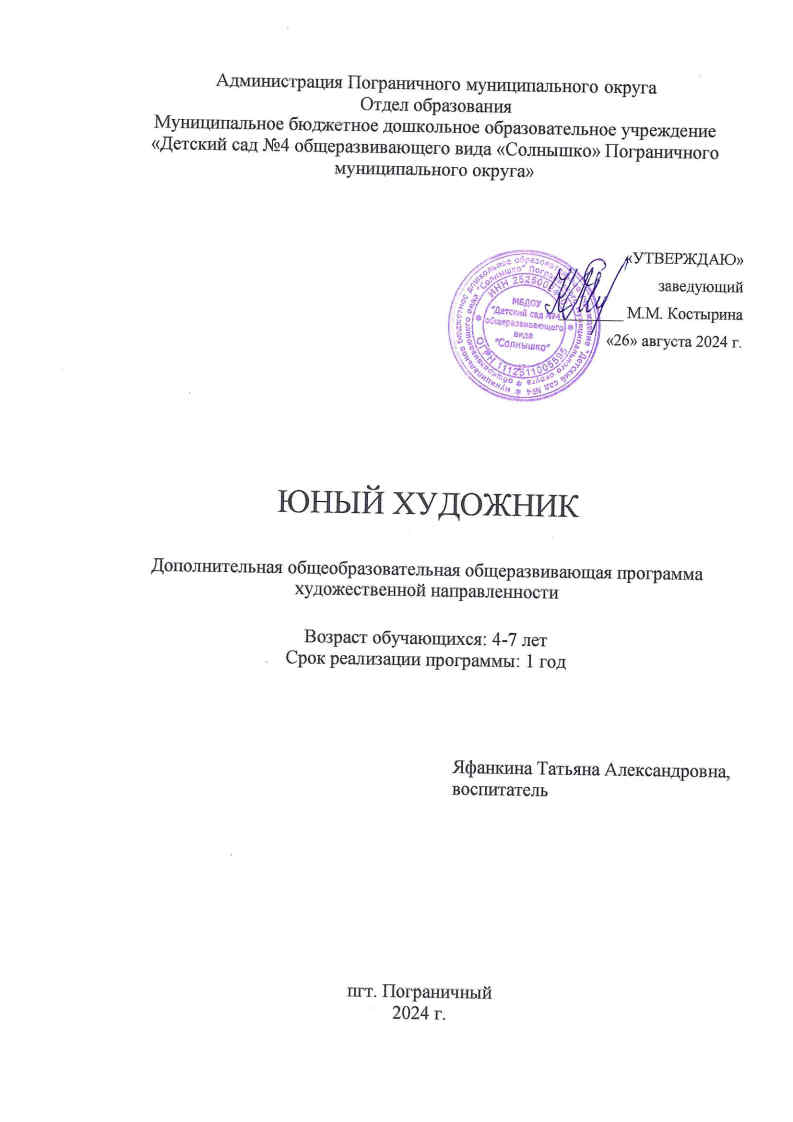 Администрация Пограничного муниципального округа
Отдел образования
Муниципальное бюджетное дошкольное образовательное учреждение
«Детский сад №4 общеразвивающего вида «Солнышко» Пограничного
муниципального округа»
«УТВЕРЖДАЮ»
заведующий
М.М. Костырина
«26» августа 2024 г.
МБДОУ
"Детский сад №4
общеразвивающего
вида
"Солнышко"
ЮНЫЙ ХУДОЖНИК
Дополнительная общеобразовательная общеразвивающая программа
художественной направленности
Возраст обучающихся: 4-7 лет
Срок реализации программы: 1 год
Яфанкина Татьяна Александровна,
воспитатель
пгт. Пограничный
2024 г.